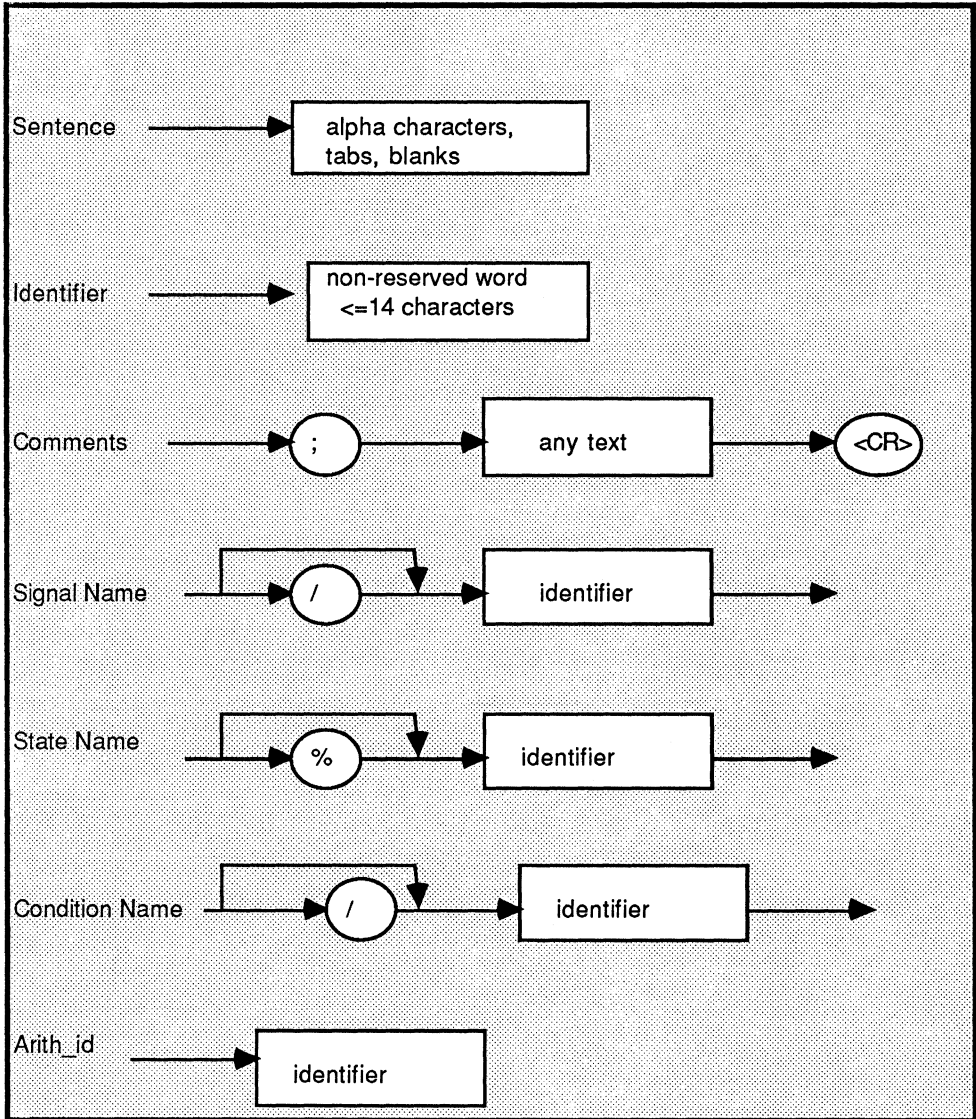 Sentence
alpha characters,
tabs, blanks
Identifier
non-reserved word
<=14 characters
Comments
;
any text
<CR>
Signal Name
/
identifier
State Name
%
identifier
Condition Name
/
identifier
Arith_id
identifier